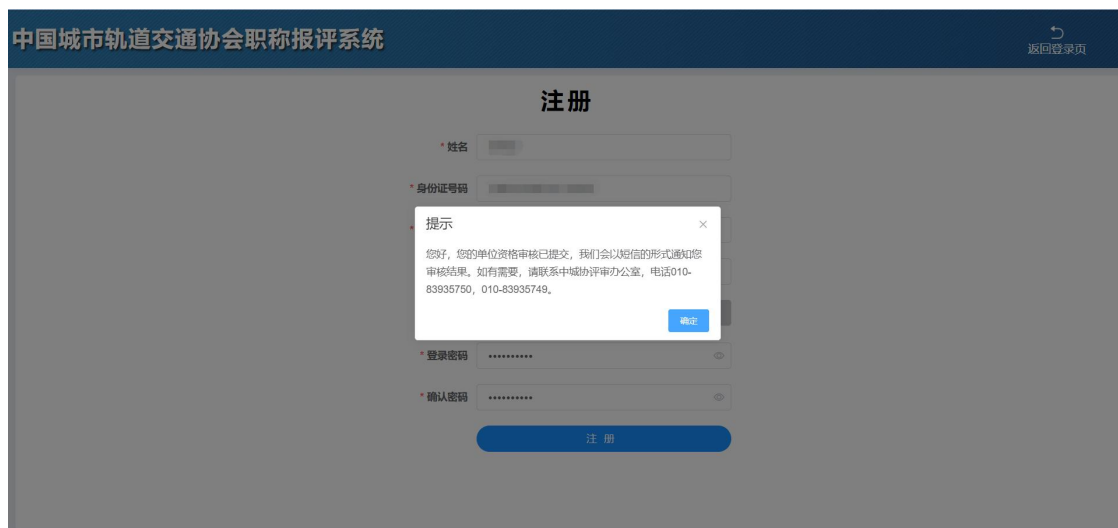 中国城市轨道交通协会职称报评系统
返回登录页
注册
* 姓名
* 身份证号码
*
提示
您好，您的单位资格审核已提交，我们会以短信的形式通知您
审核结果。如有需要，请联系中城协评审办公室，电话010-
83935750，010-83935749。
确定
* 登录密码 ••••••••••
* 确认密码 ••••••••••
注 册